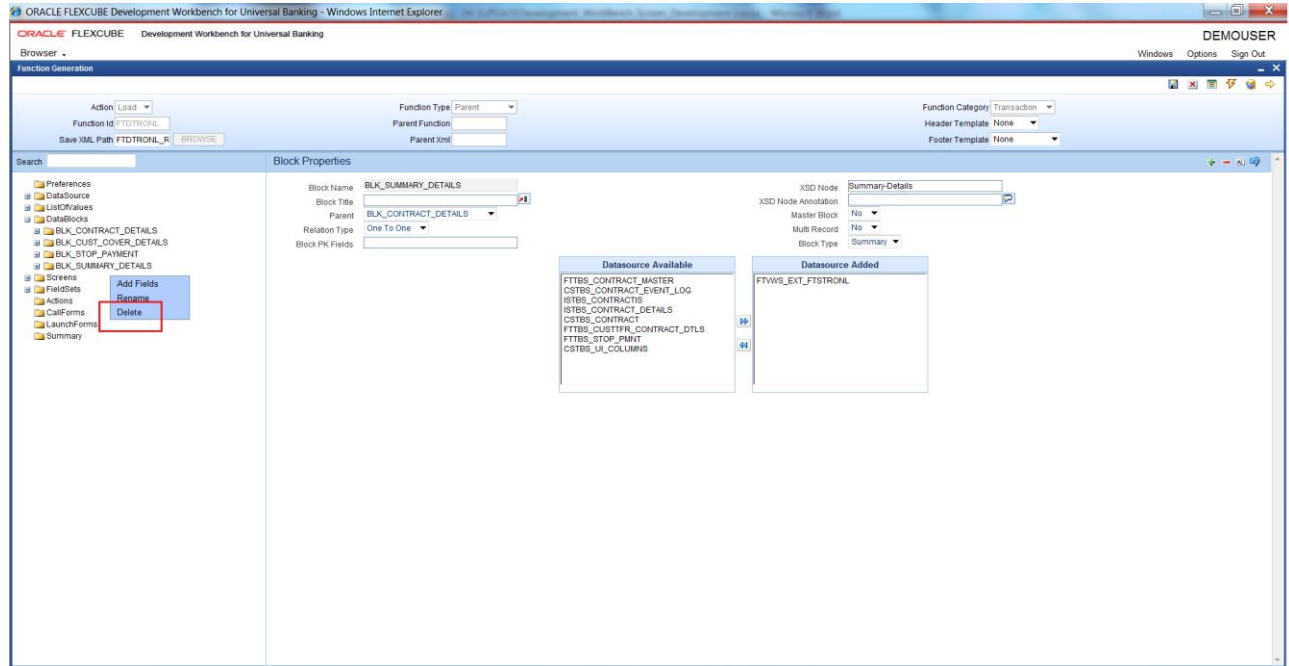 ORACLE FLEXCUBE Development Workbench for Universal Banking - Windows Internet Explorer
ORACLE FLEXCUBE Development Workbench for Universal Banking DEMOUSER
Browser Windows Options Sign Out
Function Generation
Action Load Function Type Parent Function Category Transaction
Function Id FTDTRONL Parent Function Header Template None
Save XML Path FTDTRONL_R BROWSE Parent Xml Footer Template None
Search
Preferences
DataSource
ListOfValues
DataBlocks
BLK_CONTRACT_DETAILS
BLK_CUST_COVER_DETAILS
BLK_STOP_PAYMENT
BLK_SUMMARY_DETAILS
Screens
FieldSets
Actions
CallForms
LaunchForms
Summary
Add Fields
Rename
Delete
Block Properties
Block Name BLK_SUMMARY_DETAILS XSD Node Summary-Details
Block Title XSD Node Annotation
Parent BLK_CONTRACT_DETAILS Master Block No
Relation Type One To One Multi Record No
Block PK Fields Block Type Summary
Datasource Available Datasource Added
FTTBS_CONTRACT_MASTER FTVWS_EXT_FTSTRONL
CSTBS_CONTRACT_EVENT_LOG
ISTBS_CONTRACTIS
ISTBS_CONTRACT_DETAILS
CSTBS_CONTRACT
FTTBS_CUSTTFR_CONTRACT_DTLS
FTTBS_STOP_PMNT
CSTBS_UI_COLUMNS